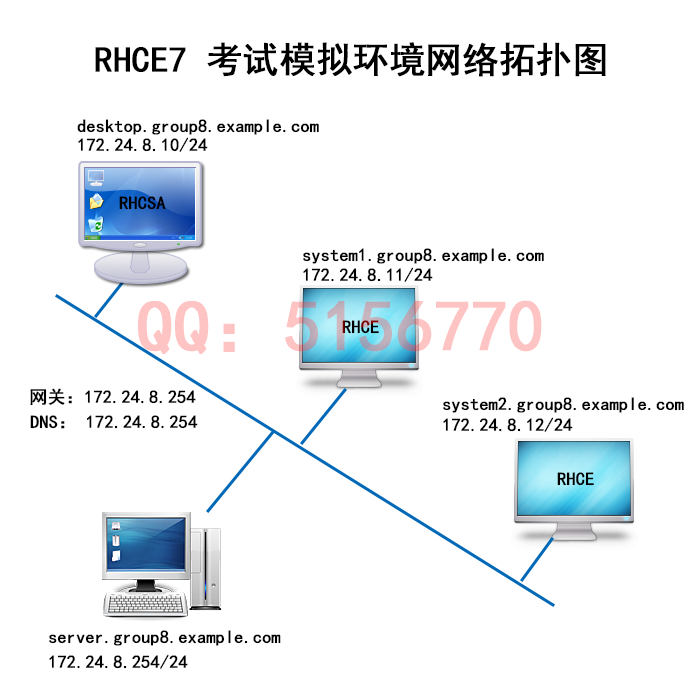 RHCE7 考试模拟环境网络拓扑图
desktop.group8.example.com
172.24.8.10/24
RHCSA
system1.group8.example.com
172.24.8.11/24
RHCE
QQ：5156770
网关：172.24.8.254
DNS： 172.24.8.254
system2.group8.example.com
172.24.8.12/24
RHCE
server.group8.example.com
172.24.8.254/24